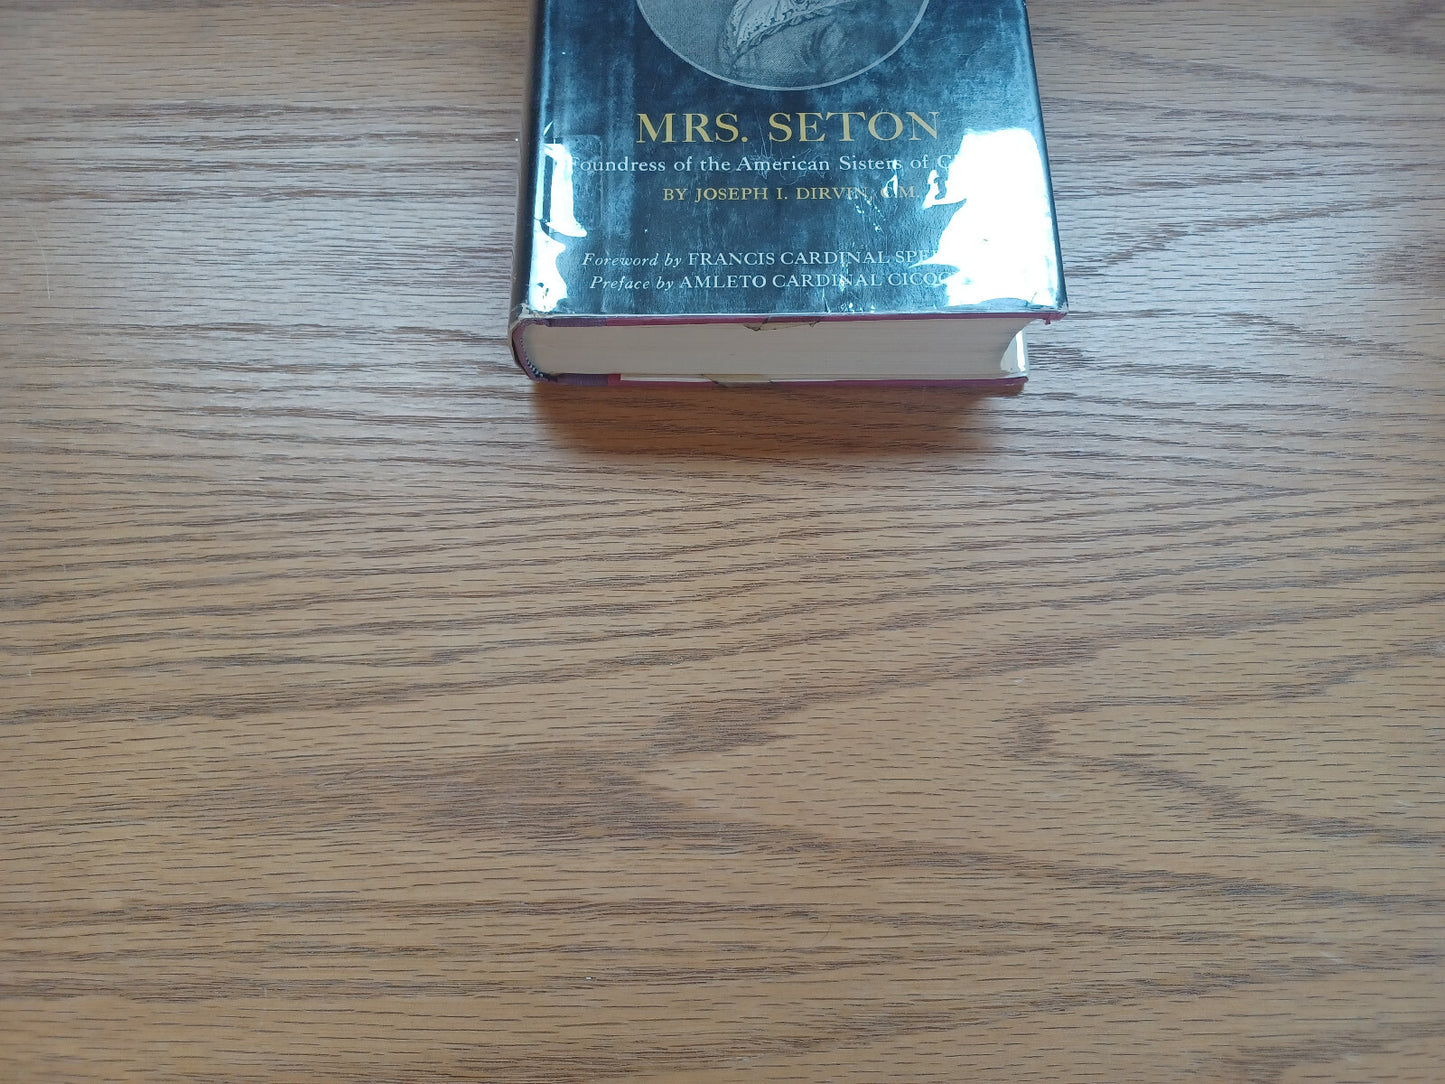 MRS. SETON
Foundress of the American Sisters of
BY JOSEPH I. DIRVIN, C.M.
Foreword by FRANCIS CARDINAL
Preface by AMLETO CARDINAL